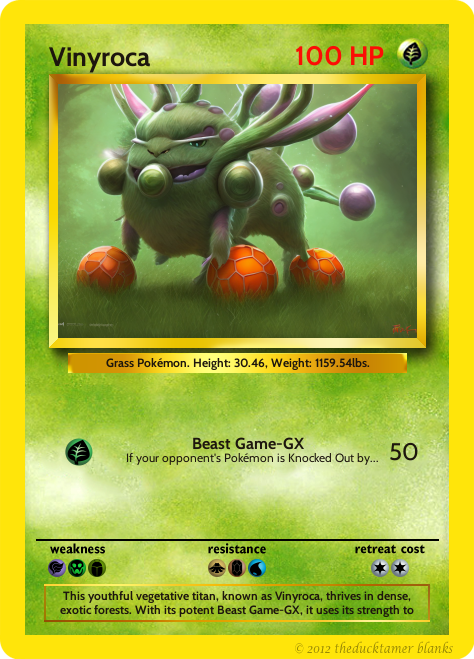 Vinyroca 100 HP
Grass Pokémon. Height: 30.46, Weight: 1159.54lbs.
Beast Game-GX
If your opponent's Pokémon is Knocked Out by... 50
weakness resistance retreat cost
This youthful vegetative titan, known as Vinyroca, thrives in dense,
exotic forests. With its potent Beast Game-GX, it uses its strength to
© 2012 theducktamer blanks